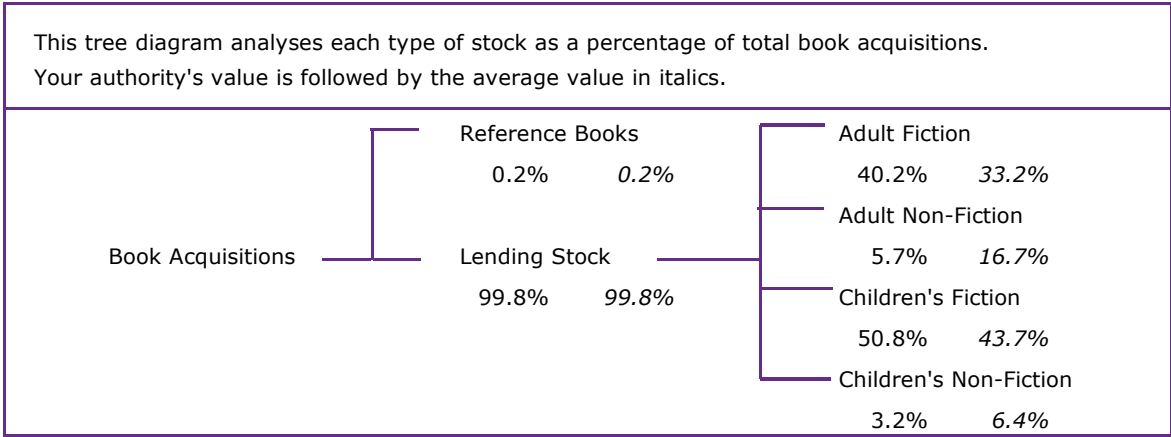 This tree diagram analyses each type of stock as a percentage of total book acquisitions.
Your authority's value is followed by the average value in italics.
Reference Books
0.2% 0.2%
Book Acquisitions
Lending Stock
99.8% 99.8%
Adult Fiction
40.2% 33.2%
Adult Non-Fiction
5.7% 16.7%
Children's Fiction
50.8% 43.7%
Children's Non-Fiction
3.2% 6.4%